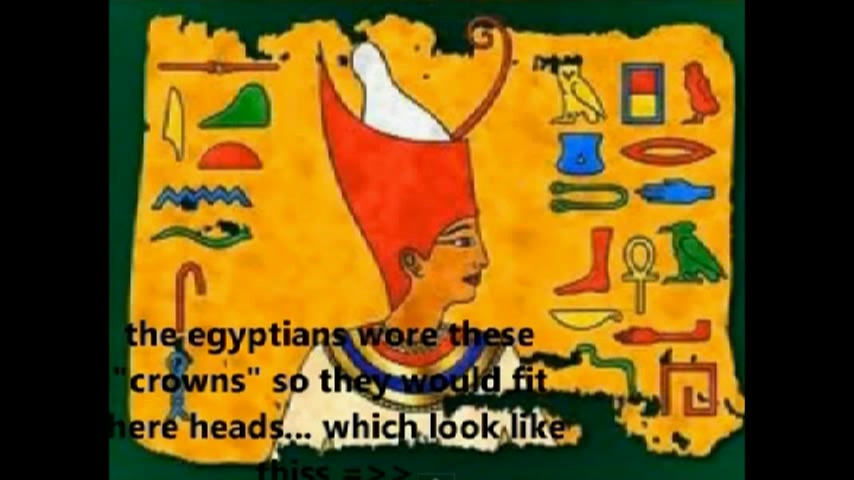 the egyptians wore these
"crowns" so they would fit
here heads... which look like
thiss =>>